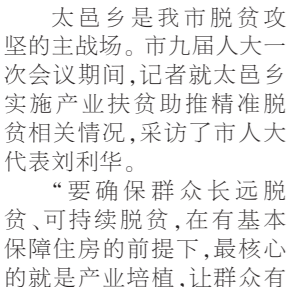 太邑乡是我市脱贫攻
坚的主战场。市九届人大一
次会议期间,记者就太邑乡
实施产业扶贫助推精准脱
贫相关情况,采访了市人大
代表刘利华。
“要确保群众长远脱
贫、可持续脱贫,在有基本
保障住房的前提下,最核心
的就是产业培植,让群众有